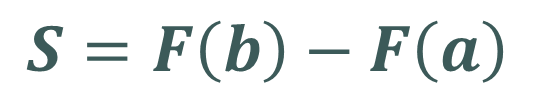 S = F(b) − F(a)